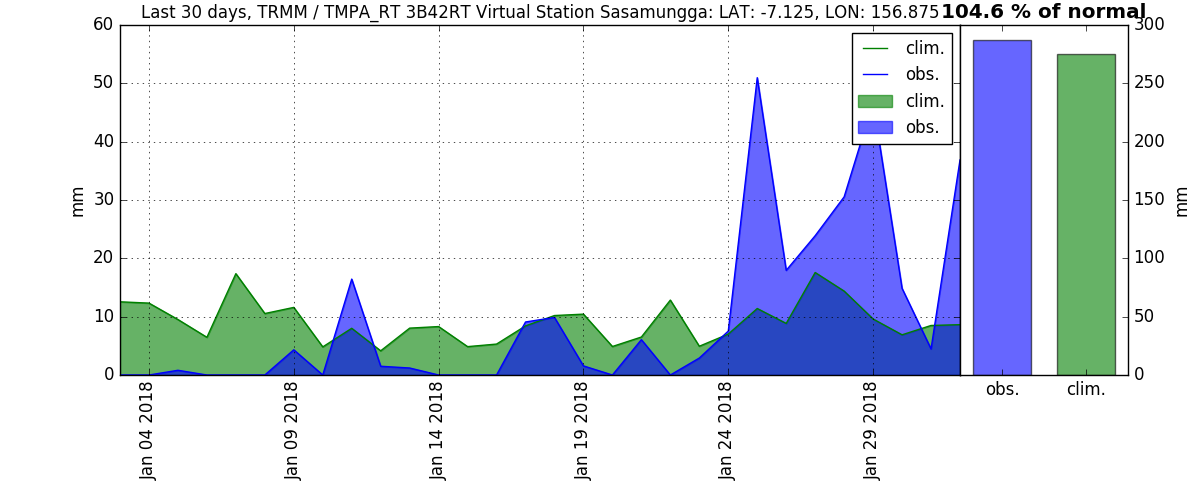 Last 30 days, TRMM / TMPA_RT 3B42RT Virtual Station Sasamungga: LAT: -7.125, LON: 156.875
104.6 % of normal
clim.
obs.
clim.
obs.
60
50
40
30
20
10
0
mm
Jan 04 2018
Jan 09 2018
Jan 14 2018
Jan 19 2018
Jan 24 2018
Jan 29 2018
300
250
200
150
100
50
0
mm
obs.
clim.